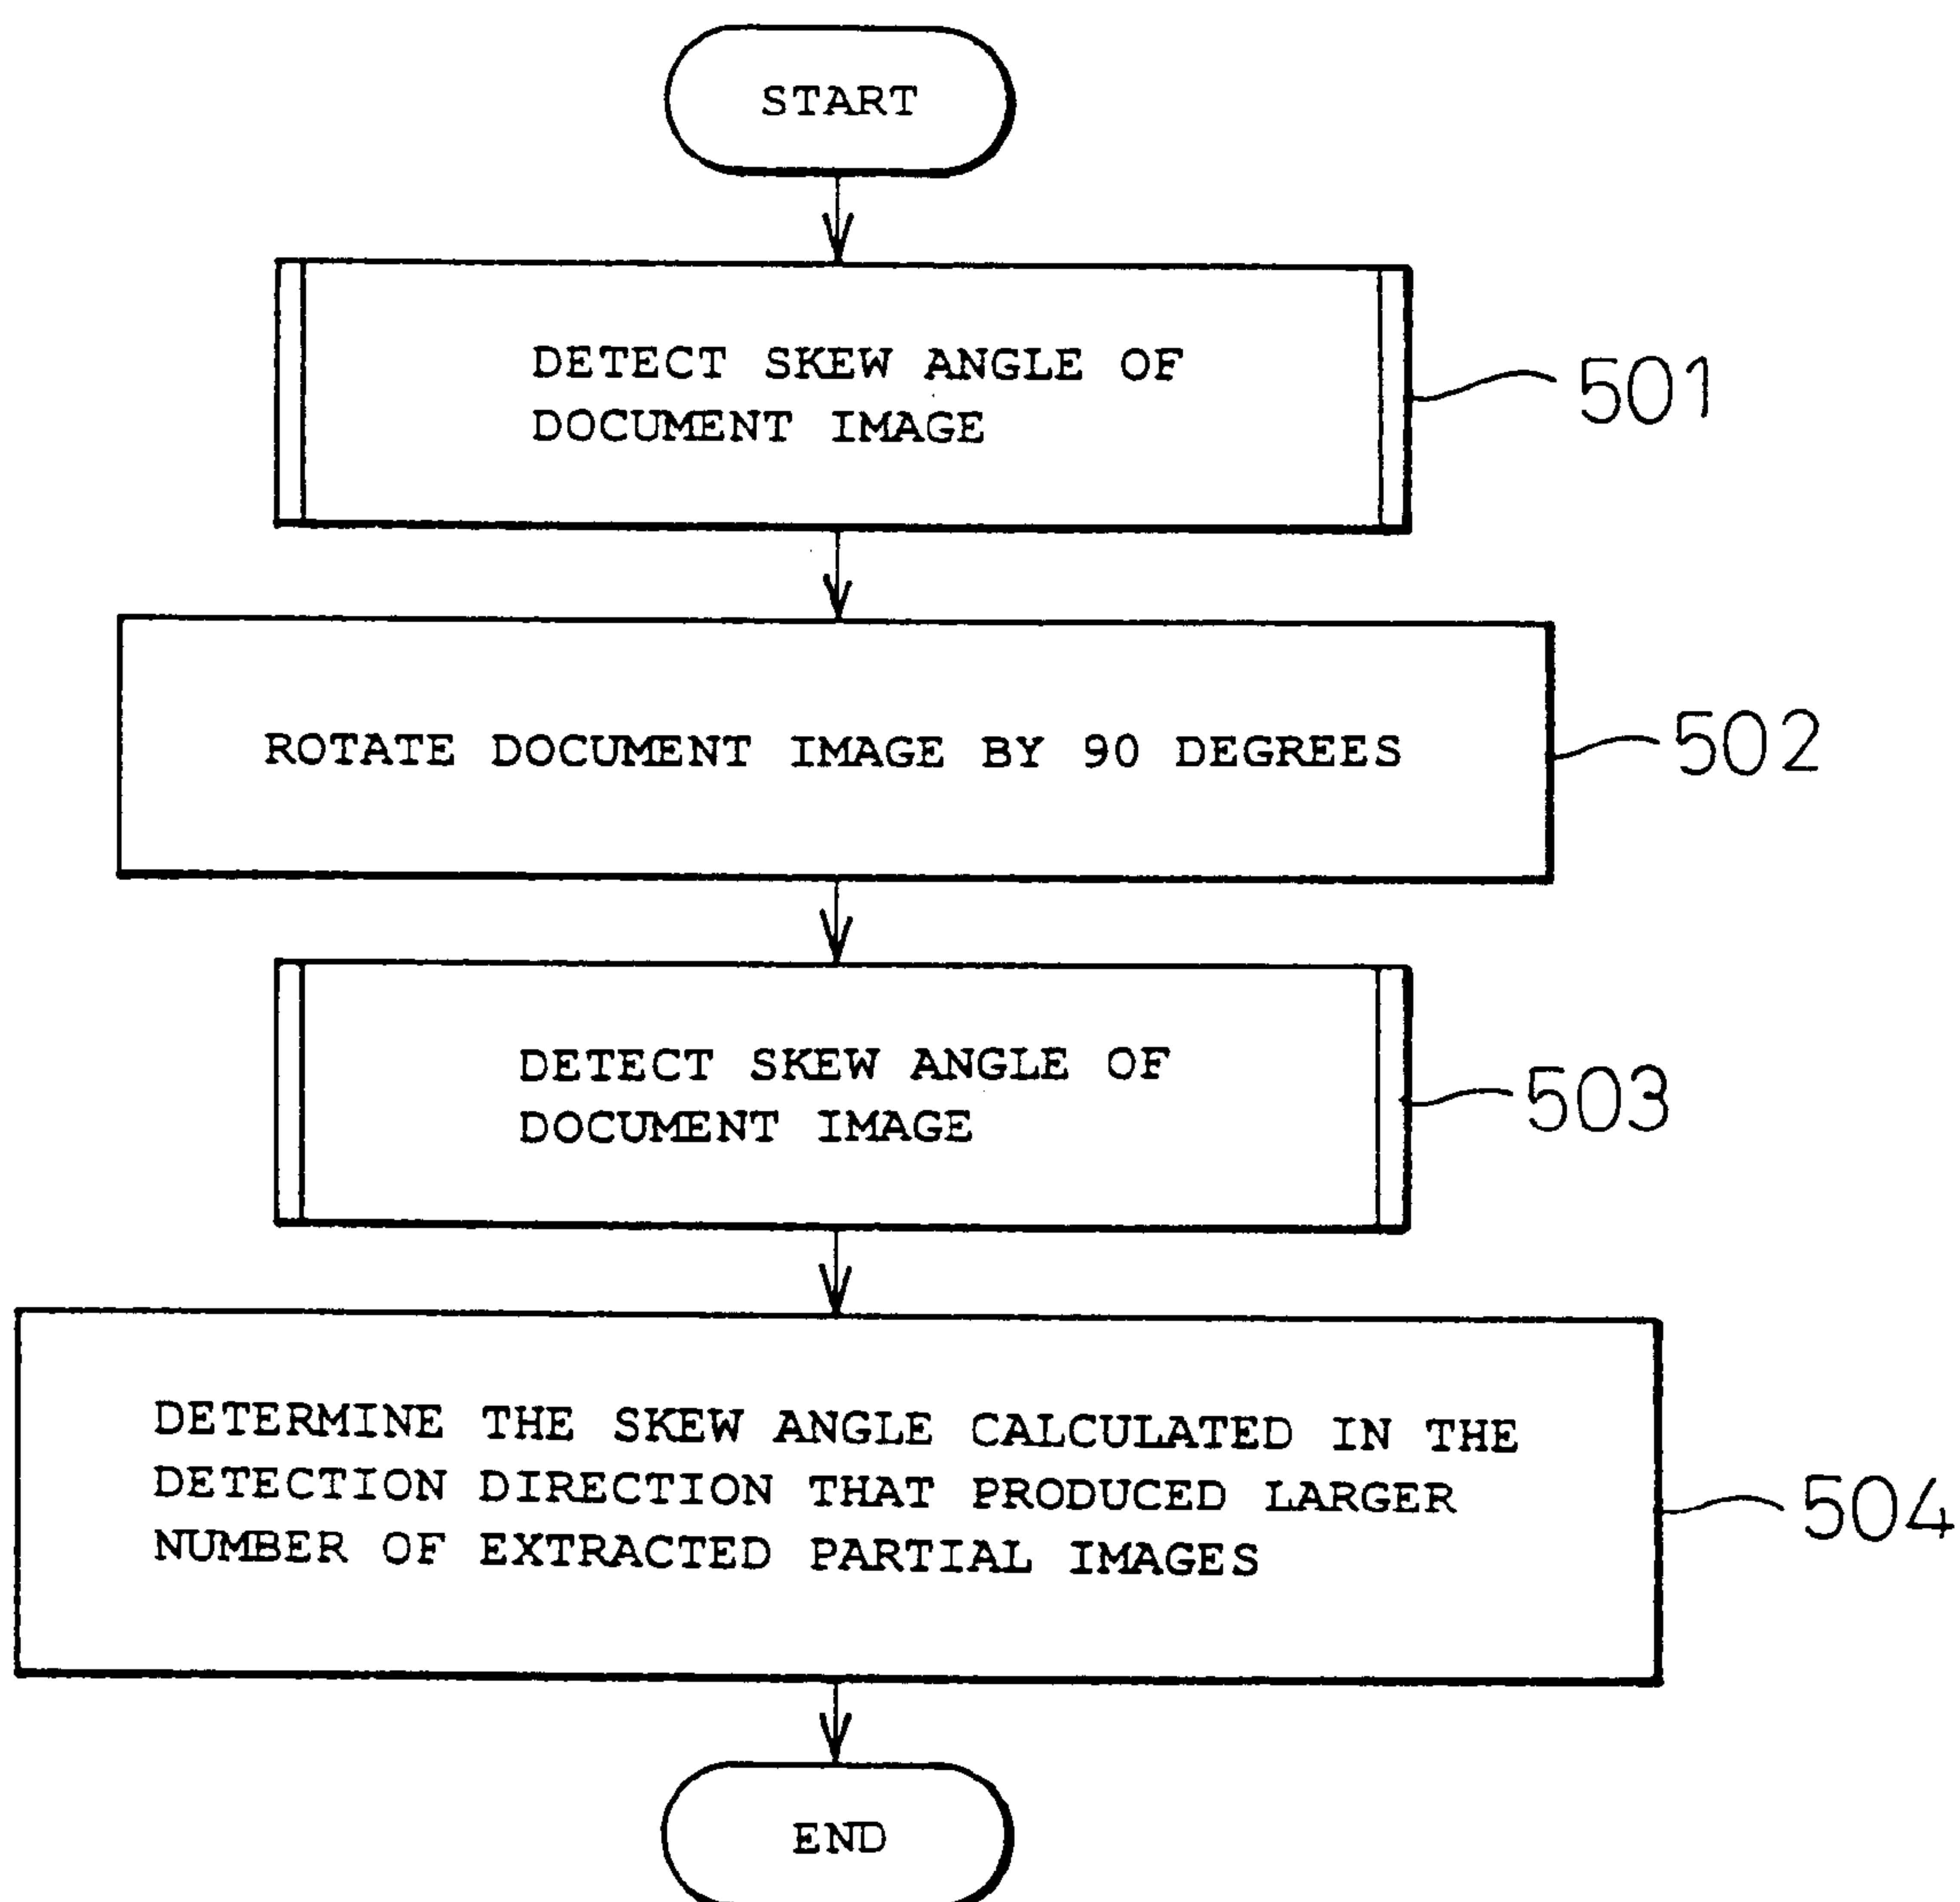 START
DETECT SKEW ANGLE OF
DOCUMENT IMAGE
501
ROTATE DOCUMENT IMAGE BY 90 DEGREES
502
DETECT SKEW ANGLE OF
DOCUMENT IMAGE
503
DETERMINE THE SKEW ANGLE CALCULATED IN THE
DETECTION DIRECTION THAT PRODUCED LARGER
NUMBER OF EXTRACTED PARTIAL IMAGES
504
END